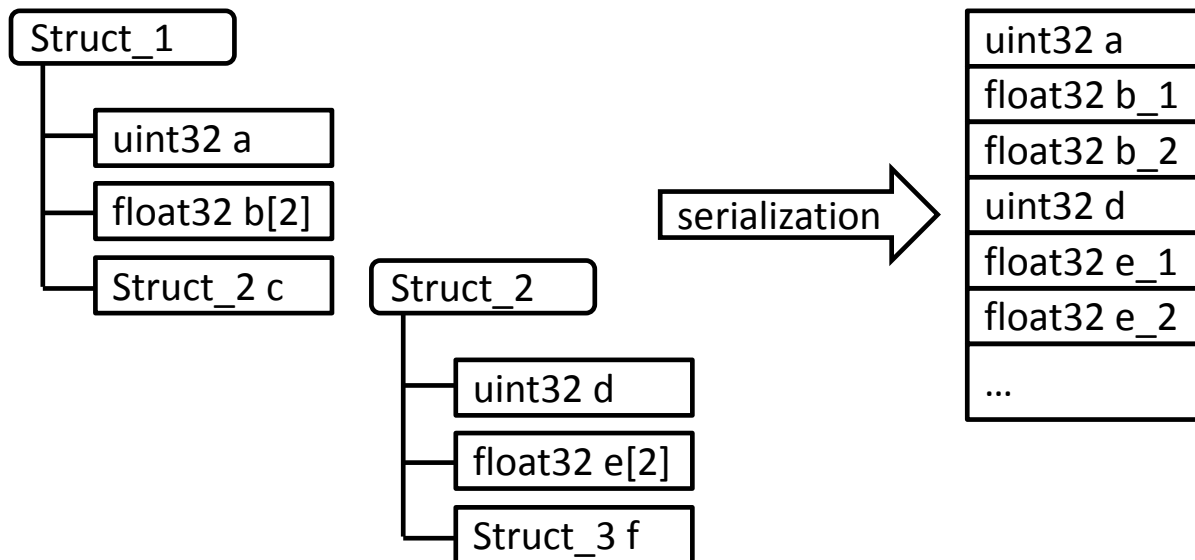 Struct_1
uint32 a
float32 b[2]
Struct_2 c
Struct_2
uint32 d
float32 e[2]
Struct_3 f
serialization
uint32 a
float32 b_1
float32 b_2
uint32 d
float32 e_1
float32 e_2
...